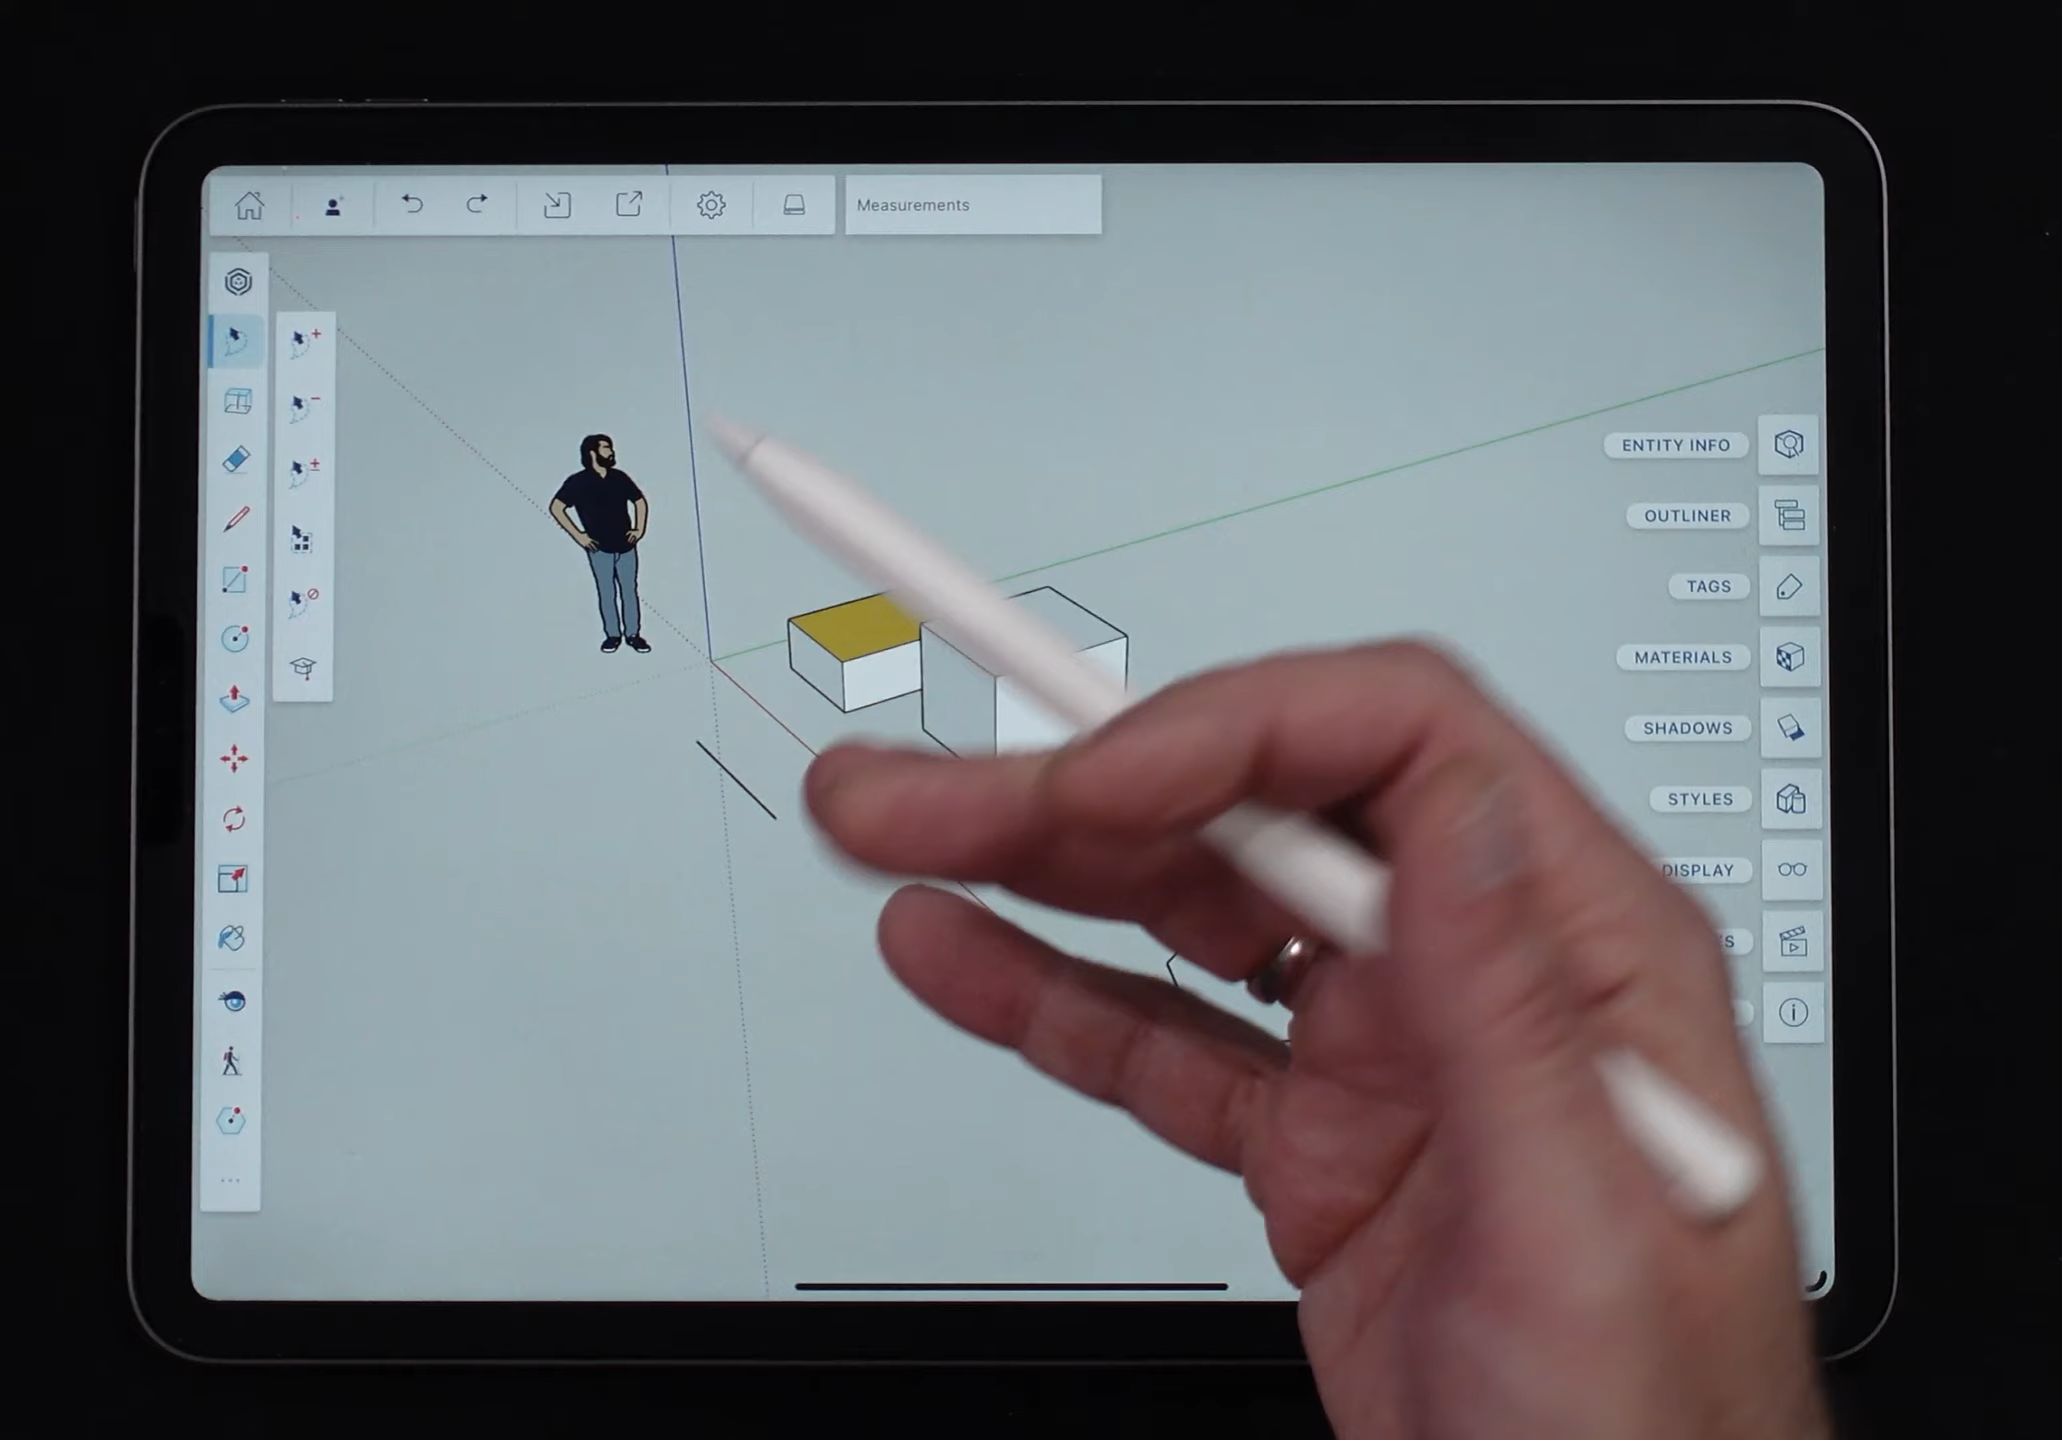 Measurements
ENTITY INFO
OUTLINER
TAGS
MATERIALS
SHADOWS
STYLES
DISPLAY